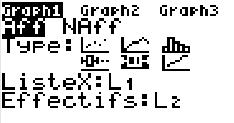 Graph1 Graph2 Graph3
Aff NAff
Type:
ListeX:L1
Effectifs:L2